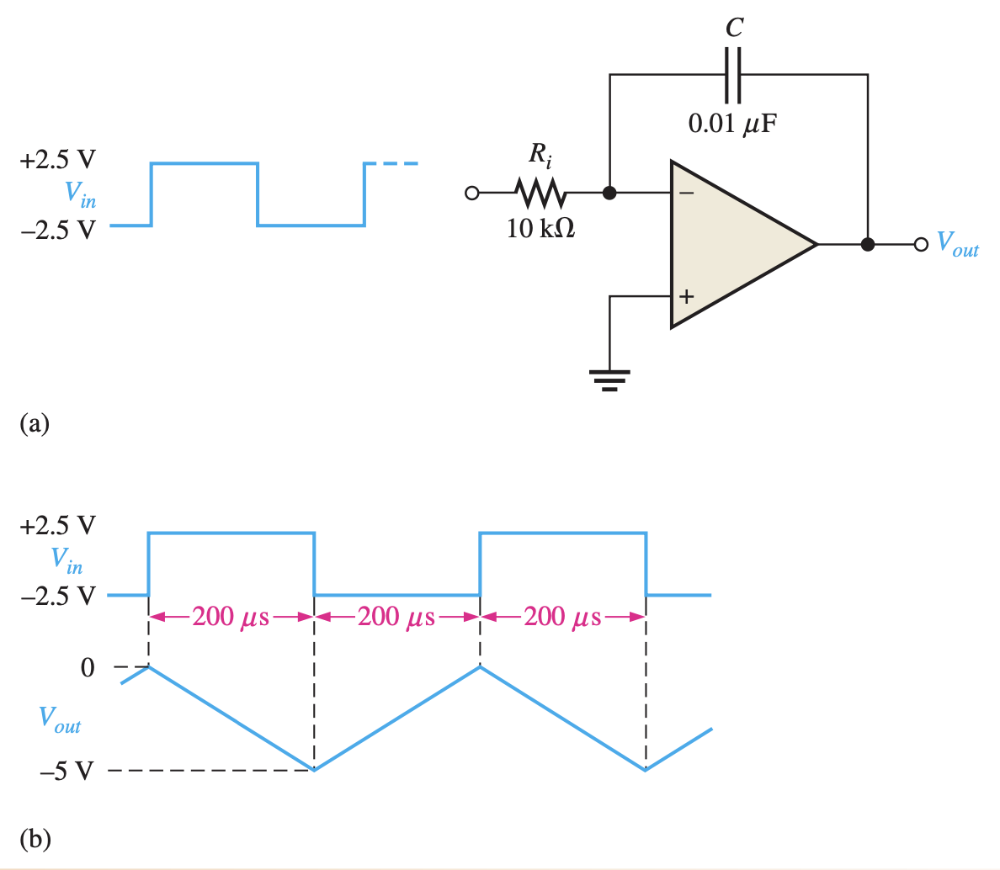 C
0.01 μF
+2.5 V
V_in
–2.5 V
R_i
10 kΩ
–
+
V_out
(a)
+2.5 V
V_in
–2.5 V
200 μs 200 μs 200 μs
0
V_out
–5 V
(b)